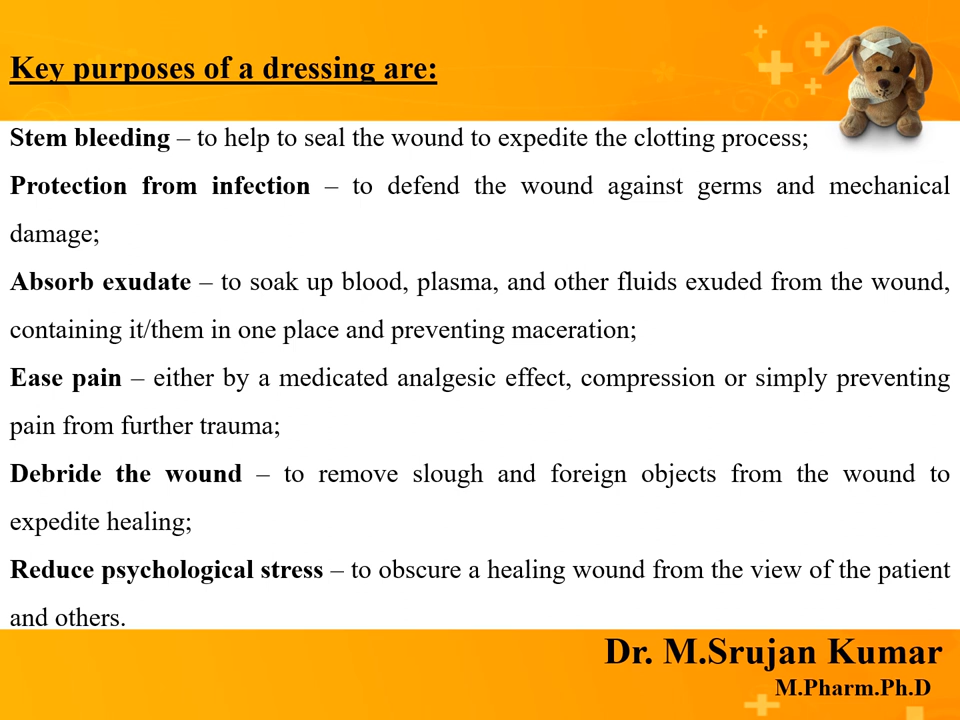 Key purposes of a dressing are:
Stem bleeding – to help to seal the wound to expedite the clotting process;
Protection from infection – to defend the wound against germs and mechanical
damage;
Absorb exudate – to soak up blood, plasma, and other fluids exuded from the wound,
containing it/them in one place and preventing maceration;
Ease pain – either by a medicated analgesic effect, compression or simply preventing
pain from further trauma;
Debride the wound – to remove slough and foreign objects from the wound to
expedite healing;
Reduce psychological stress – to obscure a healing wound from the view of the patient
and others.
Dr. M.Srujan Kumar
M.Pharm.Ph.D